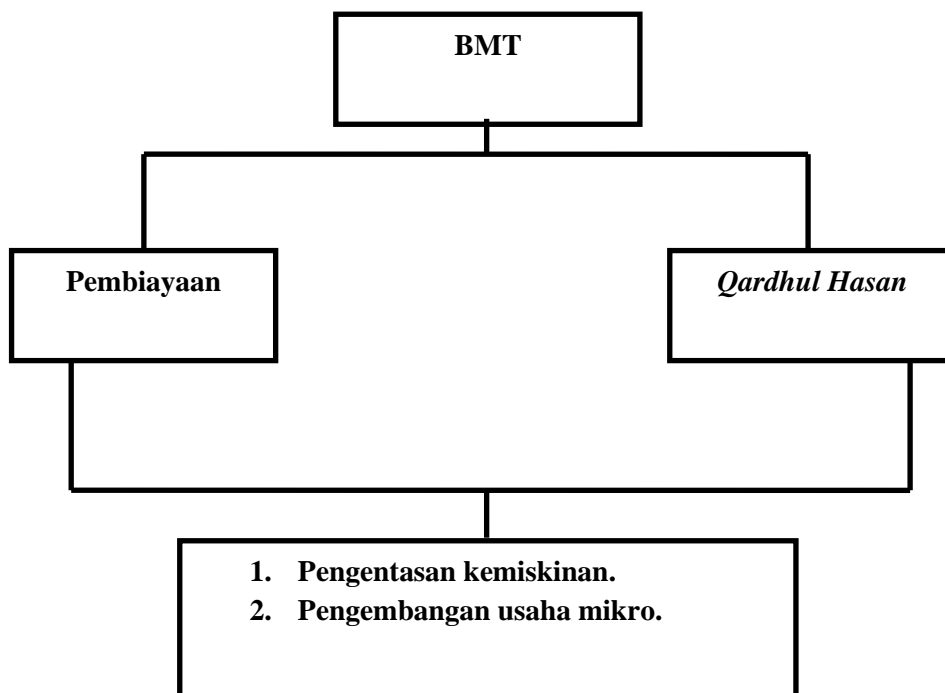 BMT
Pembiayaan
Qardhul Hasan
1. Pengentasan kemiskinan.
2. Pengembangan usaha mikro.